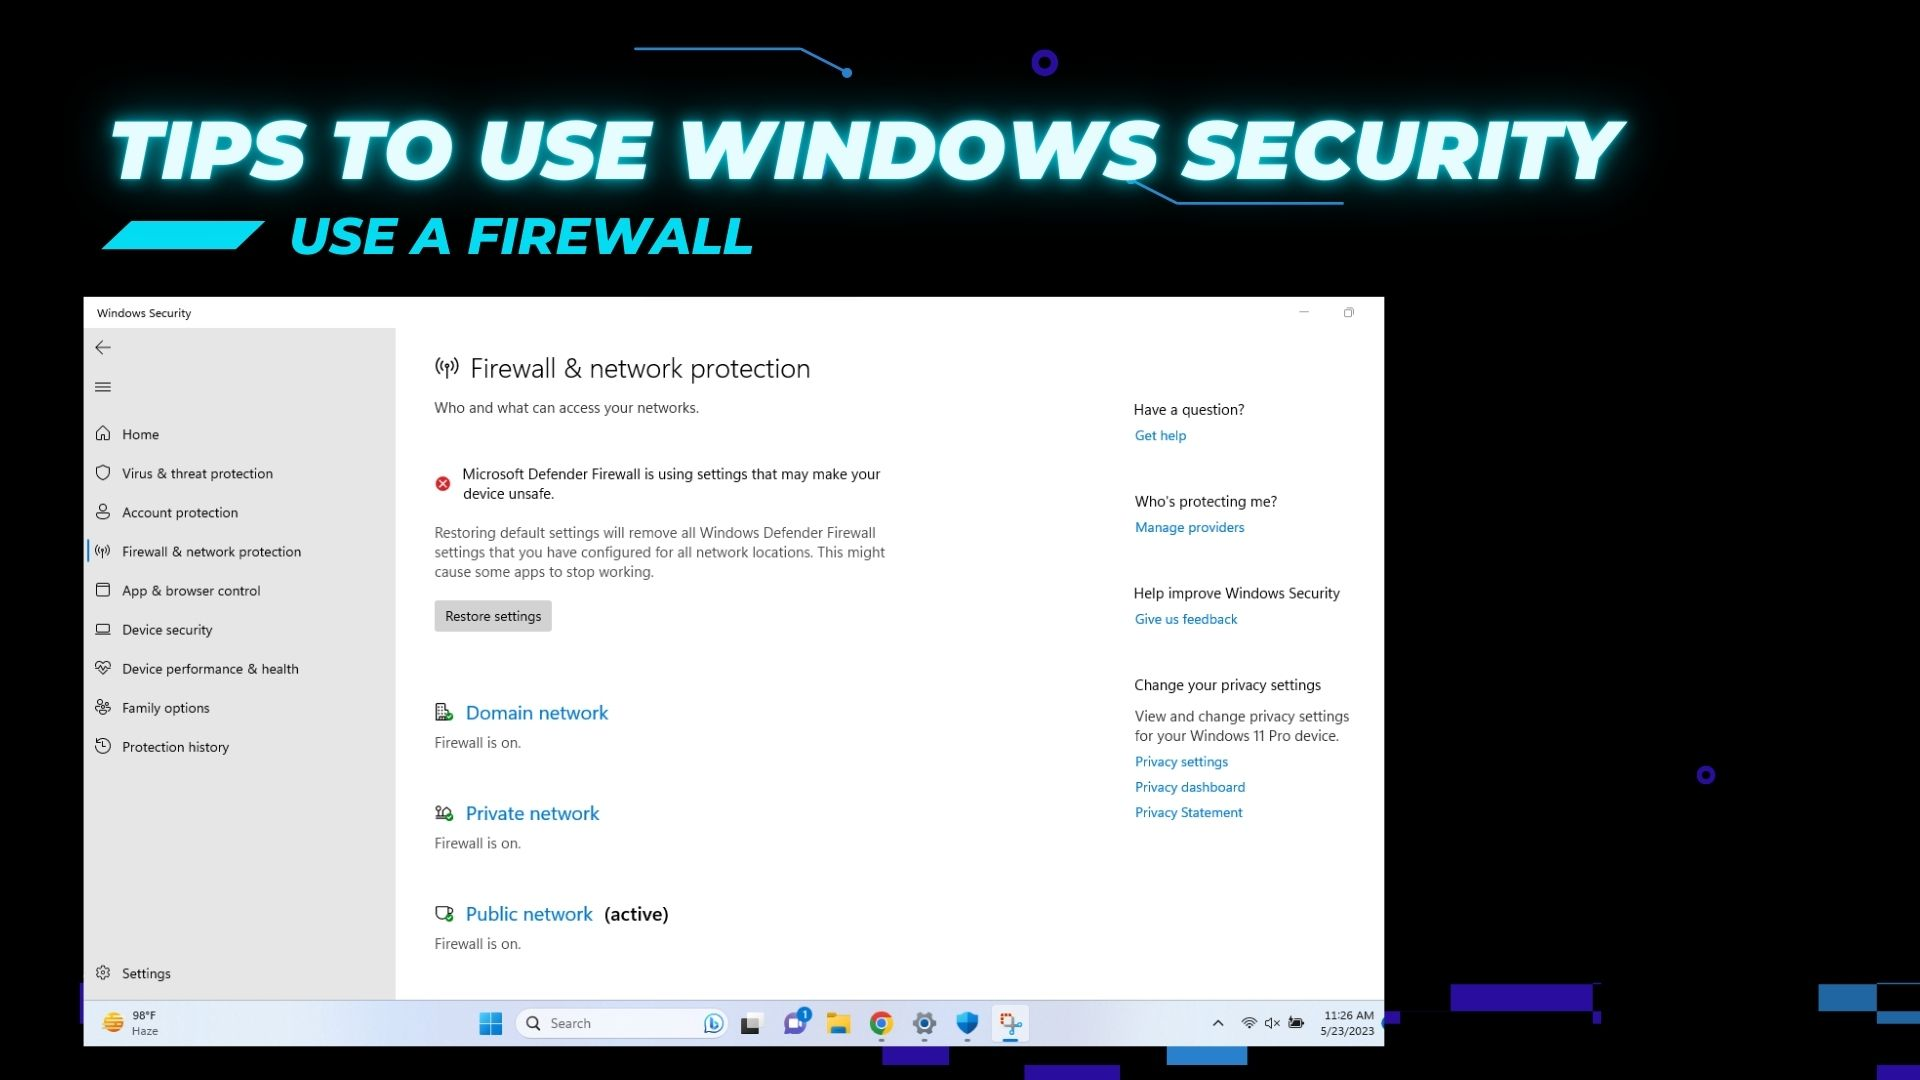 TIPS TO USE WINDOWS SECURITY
USE A FIREWALL
Windows Security
Home
Virus & threat protection
Account protection
Firewall & network protection
App & browser control
Device security
Device performance & health
Family options
Protection history
Settings
Firewall & network protection
Who and what can access your networks.
Microsoft Defender Firewall is using settings that may make your
device unsafe.
Restoring default settings will remove all Windows Defender Firewall
settings that you have configured for all network locations. This might
cause some apps to stop working.
Restore settings
Domain network
Firewall is on.
Private network
Firewall is on.
Public network (active)
Firewall is on.
Have a question?
Get help
Who's protecting me?
Manage providers
Help improve Windows Security
Give us feedback
Change your privacy settings
View and change privacy settings
for your Windows 11 Pro device.
Privacy settings
Privacy dashboard
Privacy Statement
98°F
Haze
Search
1
11:26 AM
5/23/2023